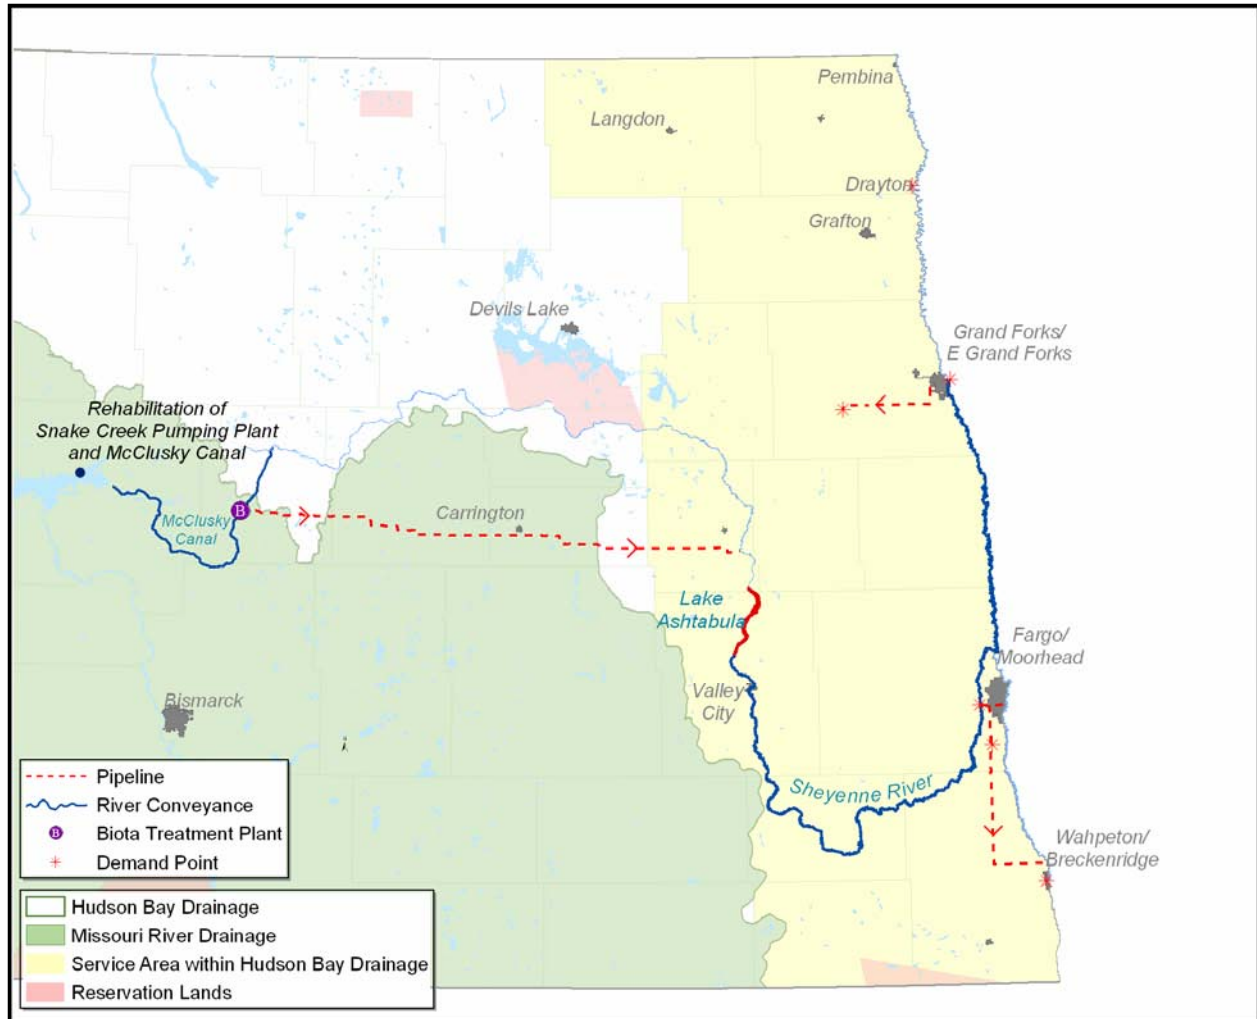 Pembina
Langdon
Drayton
Grafton
Devils Lake
Grand Forks/
E Grand Forks
Rehabilitation of
Snake Creek Pumping Plant
and McClusky Canal
B
McClusky
Canal
Carrington
Lake
Ashtabula
Fargo/
Moorhead
Valley
City
Bismarck
Sheyenne River
Wahpeton/
Breckenridge
Pipeline
River Conveyance
B Biota Treatment Plant
Demand Point
Hudson Bay Drainage
Missouri River Drainage
Service Area within Hudson Bay Drainage
Reservation Lands